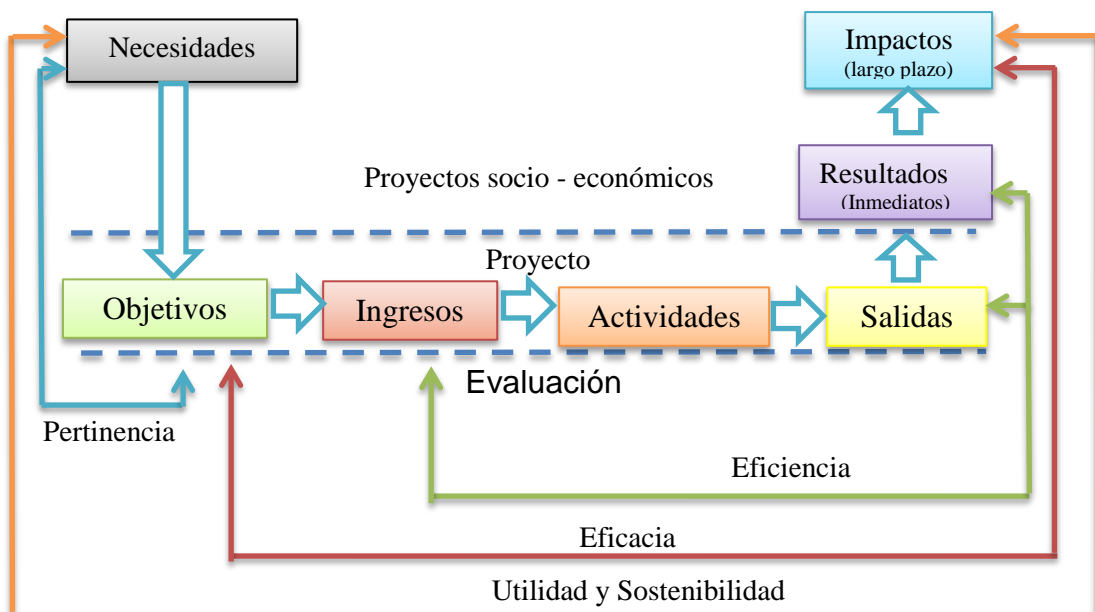 Necesidades
Impactos
(largo plazo)
Resultados
(Inmediatos)
Proyectos socio - económicos
Proyecto
Objetivos
Ingresos
Actividades
Salidas
Evaluación
Pertinencia
Eficiencia
Eficacia
Utilidad y Sostenibilidad